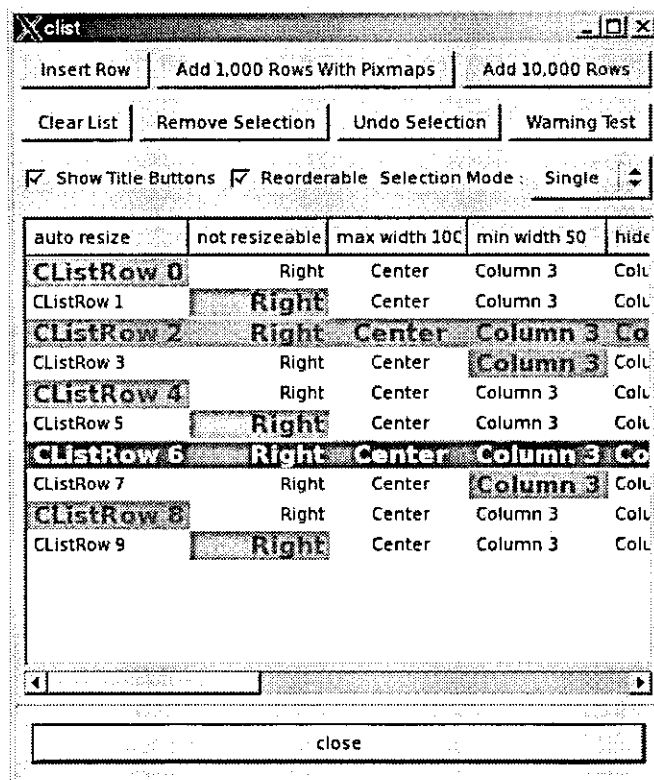 clist
Insert Row Add 1,000 Rows With Pixmaps Add 10,000 Rows
Clear List Remove Selection Undo Selection Warning Test
Show Title Buttons Reorderable Selection Mode : Single
auto resize not resizeable max width 100 min width 50 hide
CListRow 0 Right Center Column 3 Colu
CListRow 1 Right Center Column 3 Colu
CListRow 2 Right Center Column 3 Co
CListRow 3 Right Center Column 3 Colu
CListRow 4 Right Center Column 3 Colu
CListRow 5 Right Center Column 3 Colu
CListRow 6 Right Center Column 3 Co
CListRow 7 Right Center Column 3 Colu
CListRow 8 Right Center Column 3 Colu
CListRow 9 Right Center Column 3 Colu
close